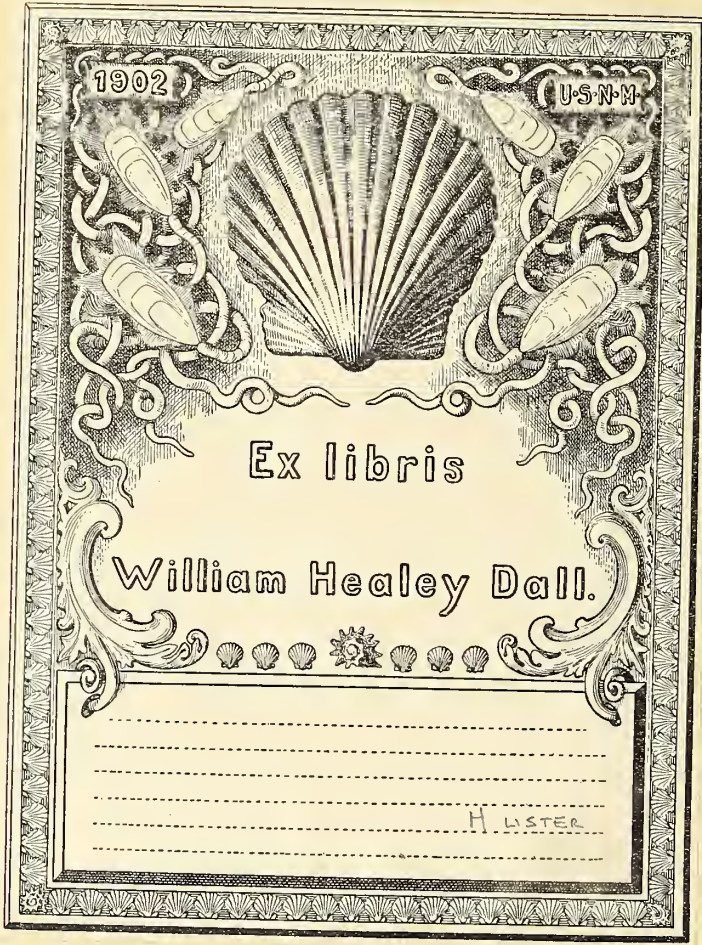 1902
U·S·N·M·
Ex libris
William Healey Dall.
H LISTER